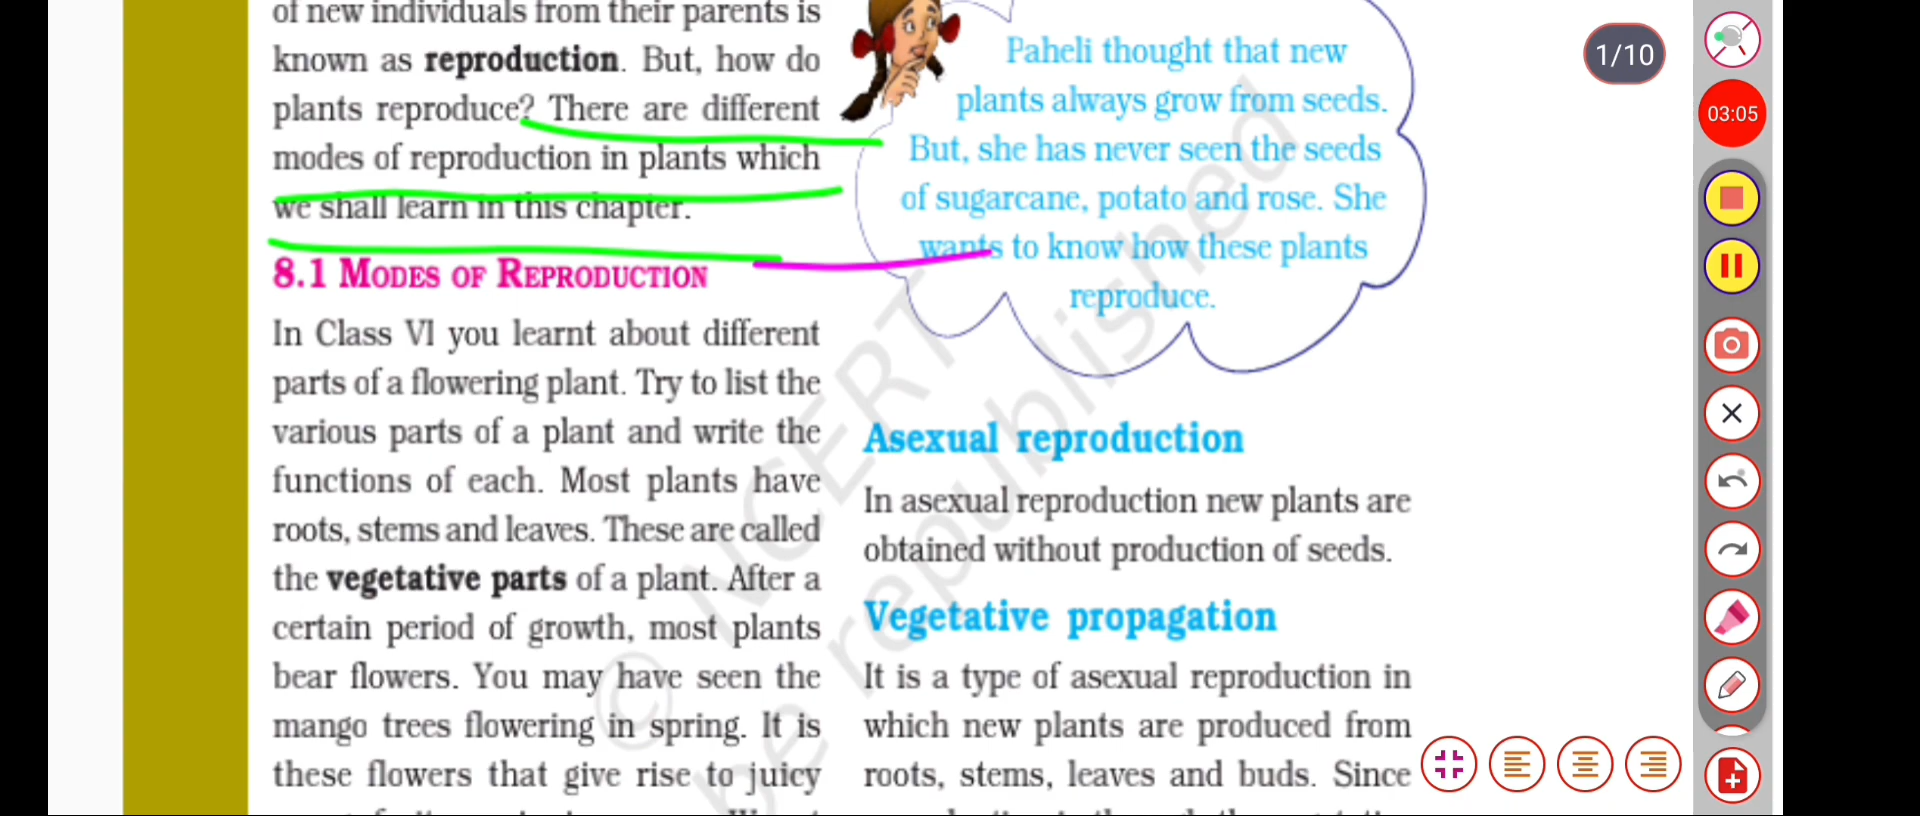 of new individuals from their parents is
known as reproduction. But, how do
plants reproduce? There are different
modes of reproduction in plants which
we shall learn in this chapter.
8.1 MODES OF REPRODUCTION
In Class VI you learnt about different
parts of a flowering plant. Try to list the
various parts of a plant and write the
functions of each. Most plants have
roots, stems and leaves. These are called
the vegetative parts of a plant. After a
certain period of growth, most plants
bear flowers. You may have seen the
mango trees flowering in spring. It is
these flowers that give rise to juicy
Paheli thought that new
plants always grow from seeds.
But, she has never seen the seeds
of sugarcane, potato and rose. She
wants to know how these plants
reproduce.
Asexual reproduction
In asexual reproduction new plants are
obtained without production of seeds.
Vegetative propagation
It is a type of asexual reproduction in
which new plants are produced from
roots, stems, leaves and buds. Since
© NCERT
be republished
1/10
03:05